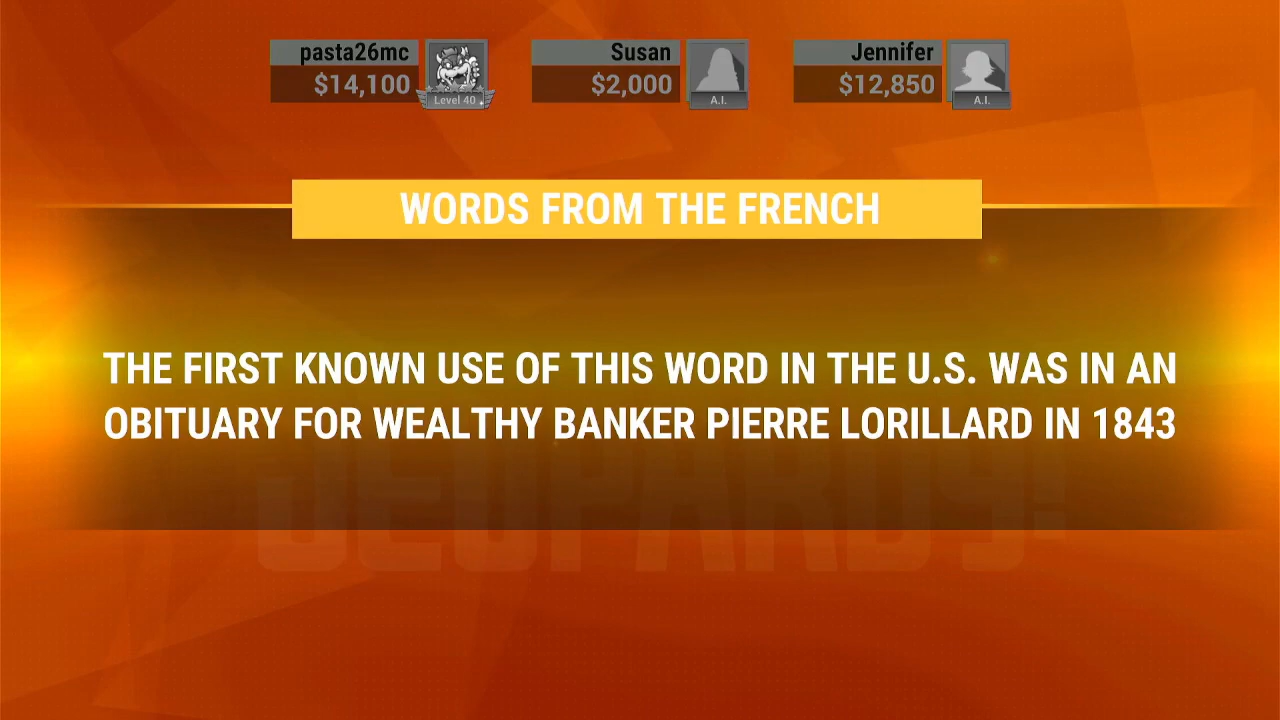 pasta26mc
$14,100
Level 40
Susan
$2,000
A.I.
Jennifer
$12,850
A.I.
WORDS FROM THE FRENCH
THE FIRST KNOWN USE OF THIS WORD IN THE U.S. WAS IN AN
OBITUARY FOR WEALTHY BANKER PIERRE LORILLARD IN 1843
JEOPARDY!